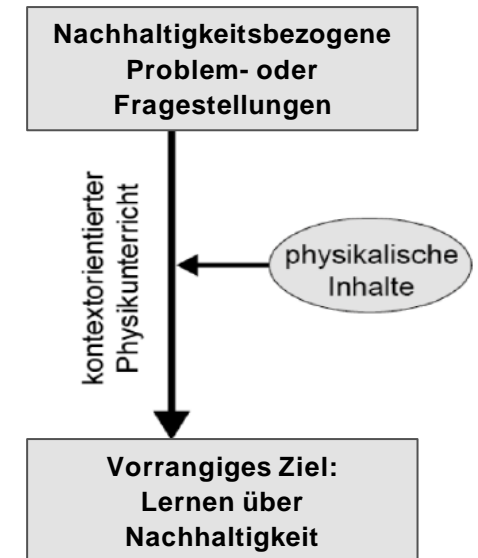 Nachhaltigkeitsbezogene
Problem- oder
Fragestellungen
kontextorientierter
Physikunterricht
physikalische
Inhalte
Vorrangiges Ziel:
Lernen über
Nachhaltigkeit